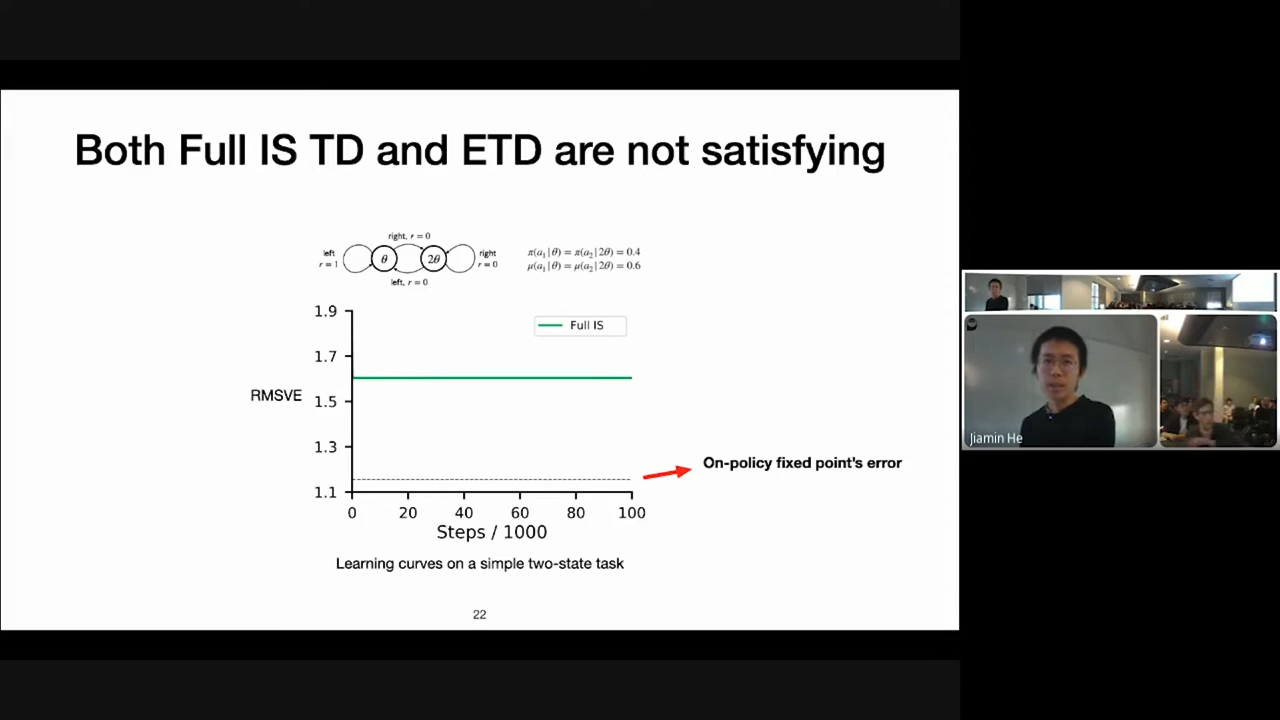 Both Full IS TD and ETD are not satisfying
right, r = 0
left
r = 1
θ
2θ
right
r = 0
left, r = 0
π(a₁|θ) = π(a₂|2θ) = 0.4
μ(a₁|θ) = μ(a₂|2θ) = 0.6
1.9
1.7
1.5
1.3
1.1
RMSVE
Full IS
On-policy fixed point's error
0 20 40 60 80 100
Steps / 1000
Learning curves on a simple two-state task
22
Jiamin He